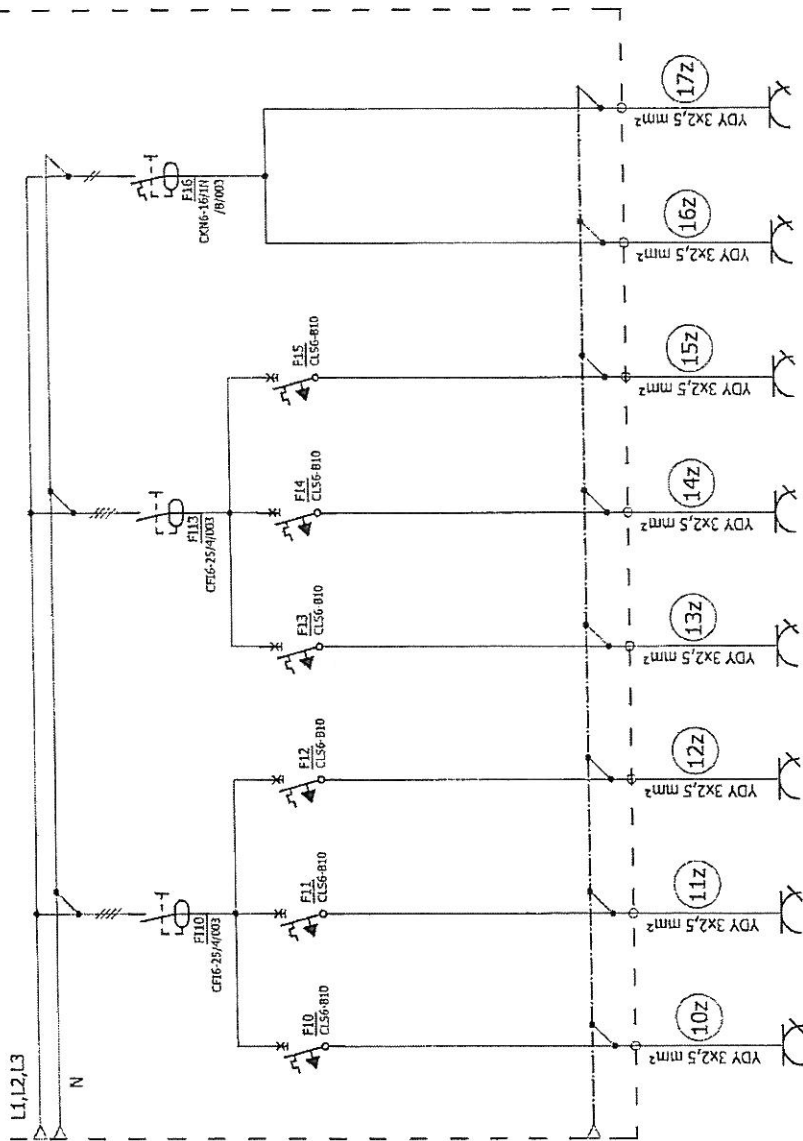 L1,L2,L3
N
F16
CKN6-16/1N
/B/003
FI13
CFI6-25/4/003
FI10
CFI6-25/4/003
F10
CLS6-B10
F11
CLS6-B10
F12
CLS6-B10
F13
CLS6-B10
F14
CLS6-B10
F15
CLS6-B10
10z
YDY 3x2,5 mm²
11z
YDY 3x2,5 mm²
12z
YDY 3x2,5 mm²
13z
YDY 3x2,5 mm²
14z
YDY 3x2,5 mm²
15z
YDY 3x2,5 mm²
16z
YDY 3x2,5 mm²
17z
YDY 3x2,5 mm²